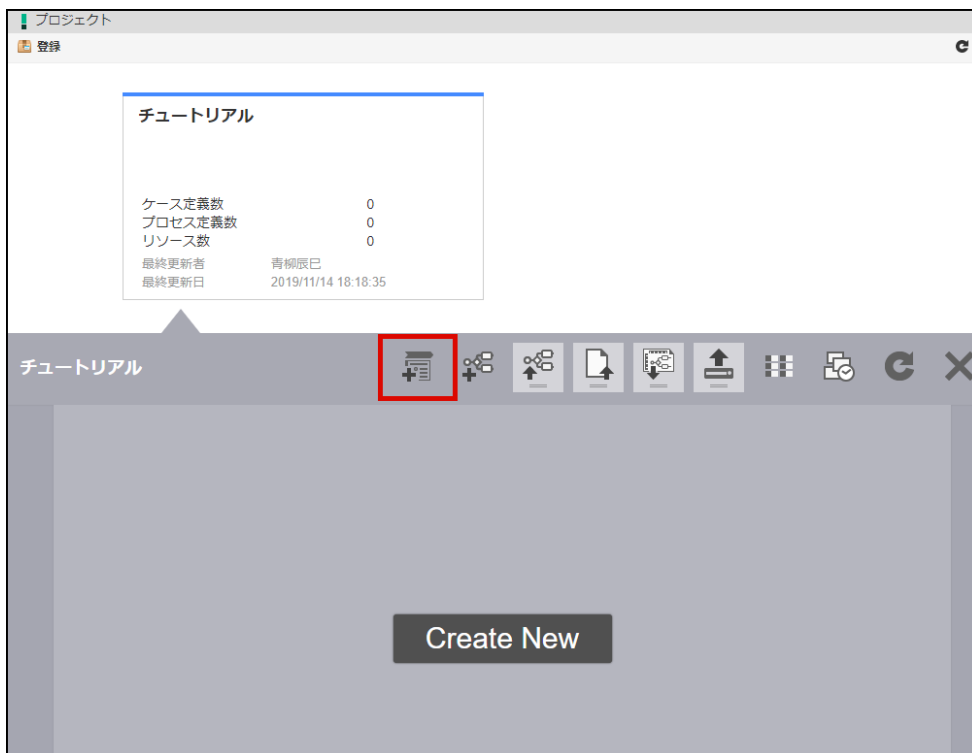 プロジェクト
登録
チュートリアル
ケース定義数 0
プロセス定義数 0
リソース数 0
最終更新者 青柳辰巳
最終更新日 2019/11/14 18:18:35
チュートリアル
Create New